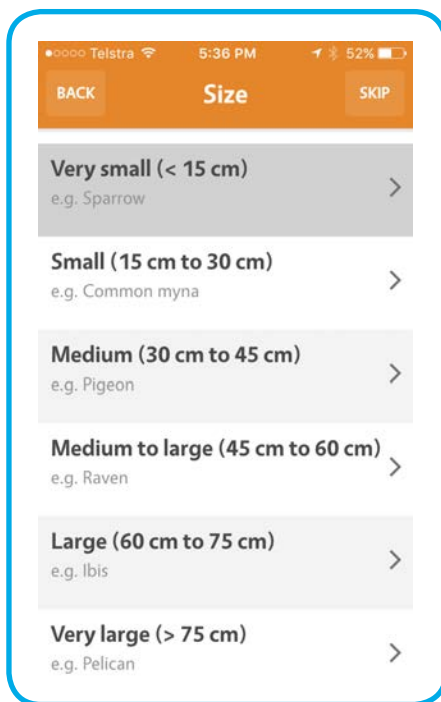 Telstra 5:36 PM 52%
BACK Size SKIP
Very small (< 15 cm)
e.g. Sparrow
Small (15 cm to 30 cm)
e.g. Common myna
Medium (30 cm to 45 cm)
e.g. Pigeon
Medium to large (45 cm to 60 cm)
e.g. Raven
Large (60 cm to 75 cm)
e.g. Ibis
Very large (> 75 cm)
e.g. Pelican